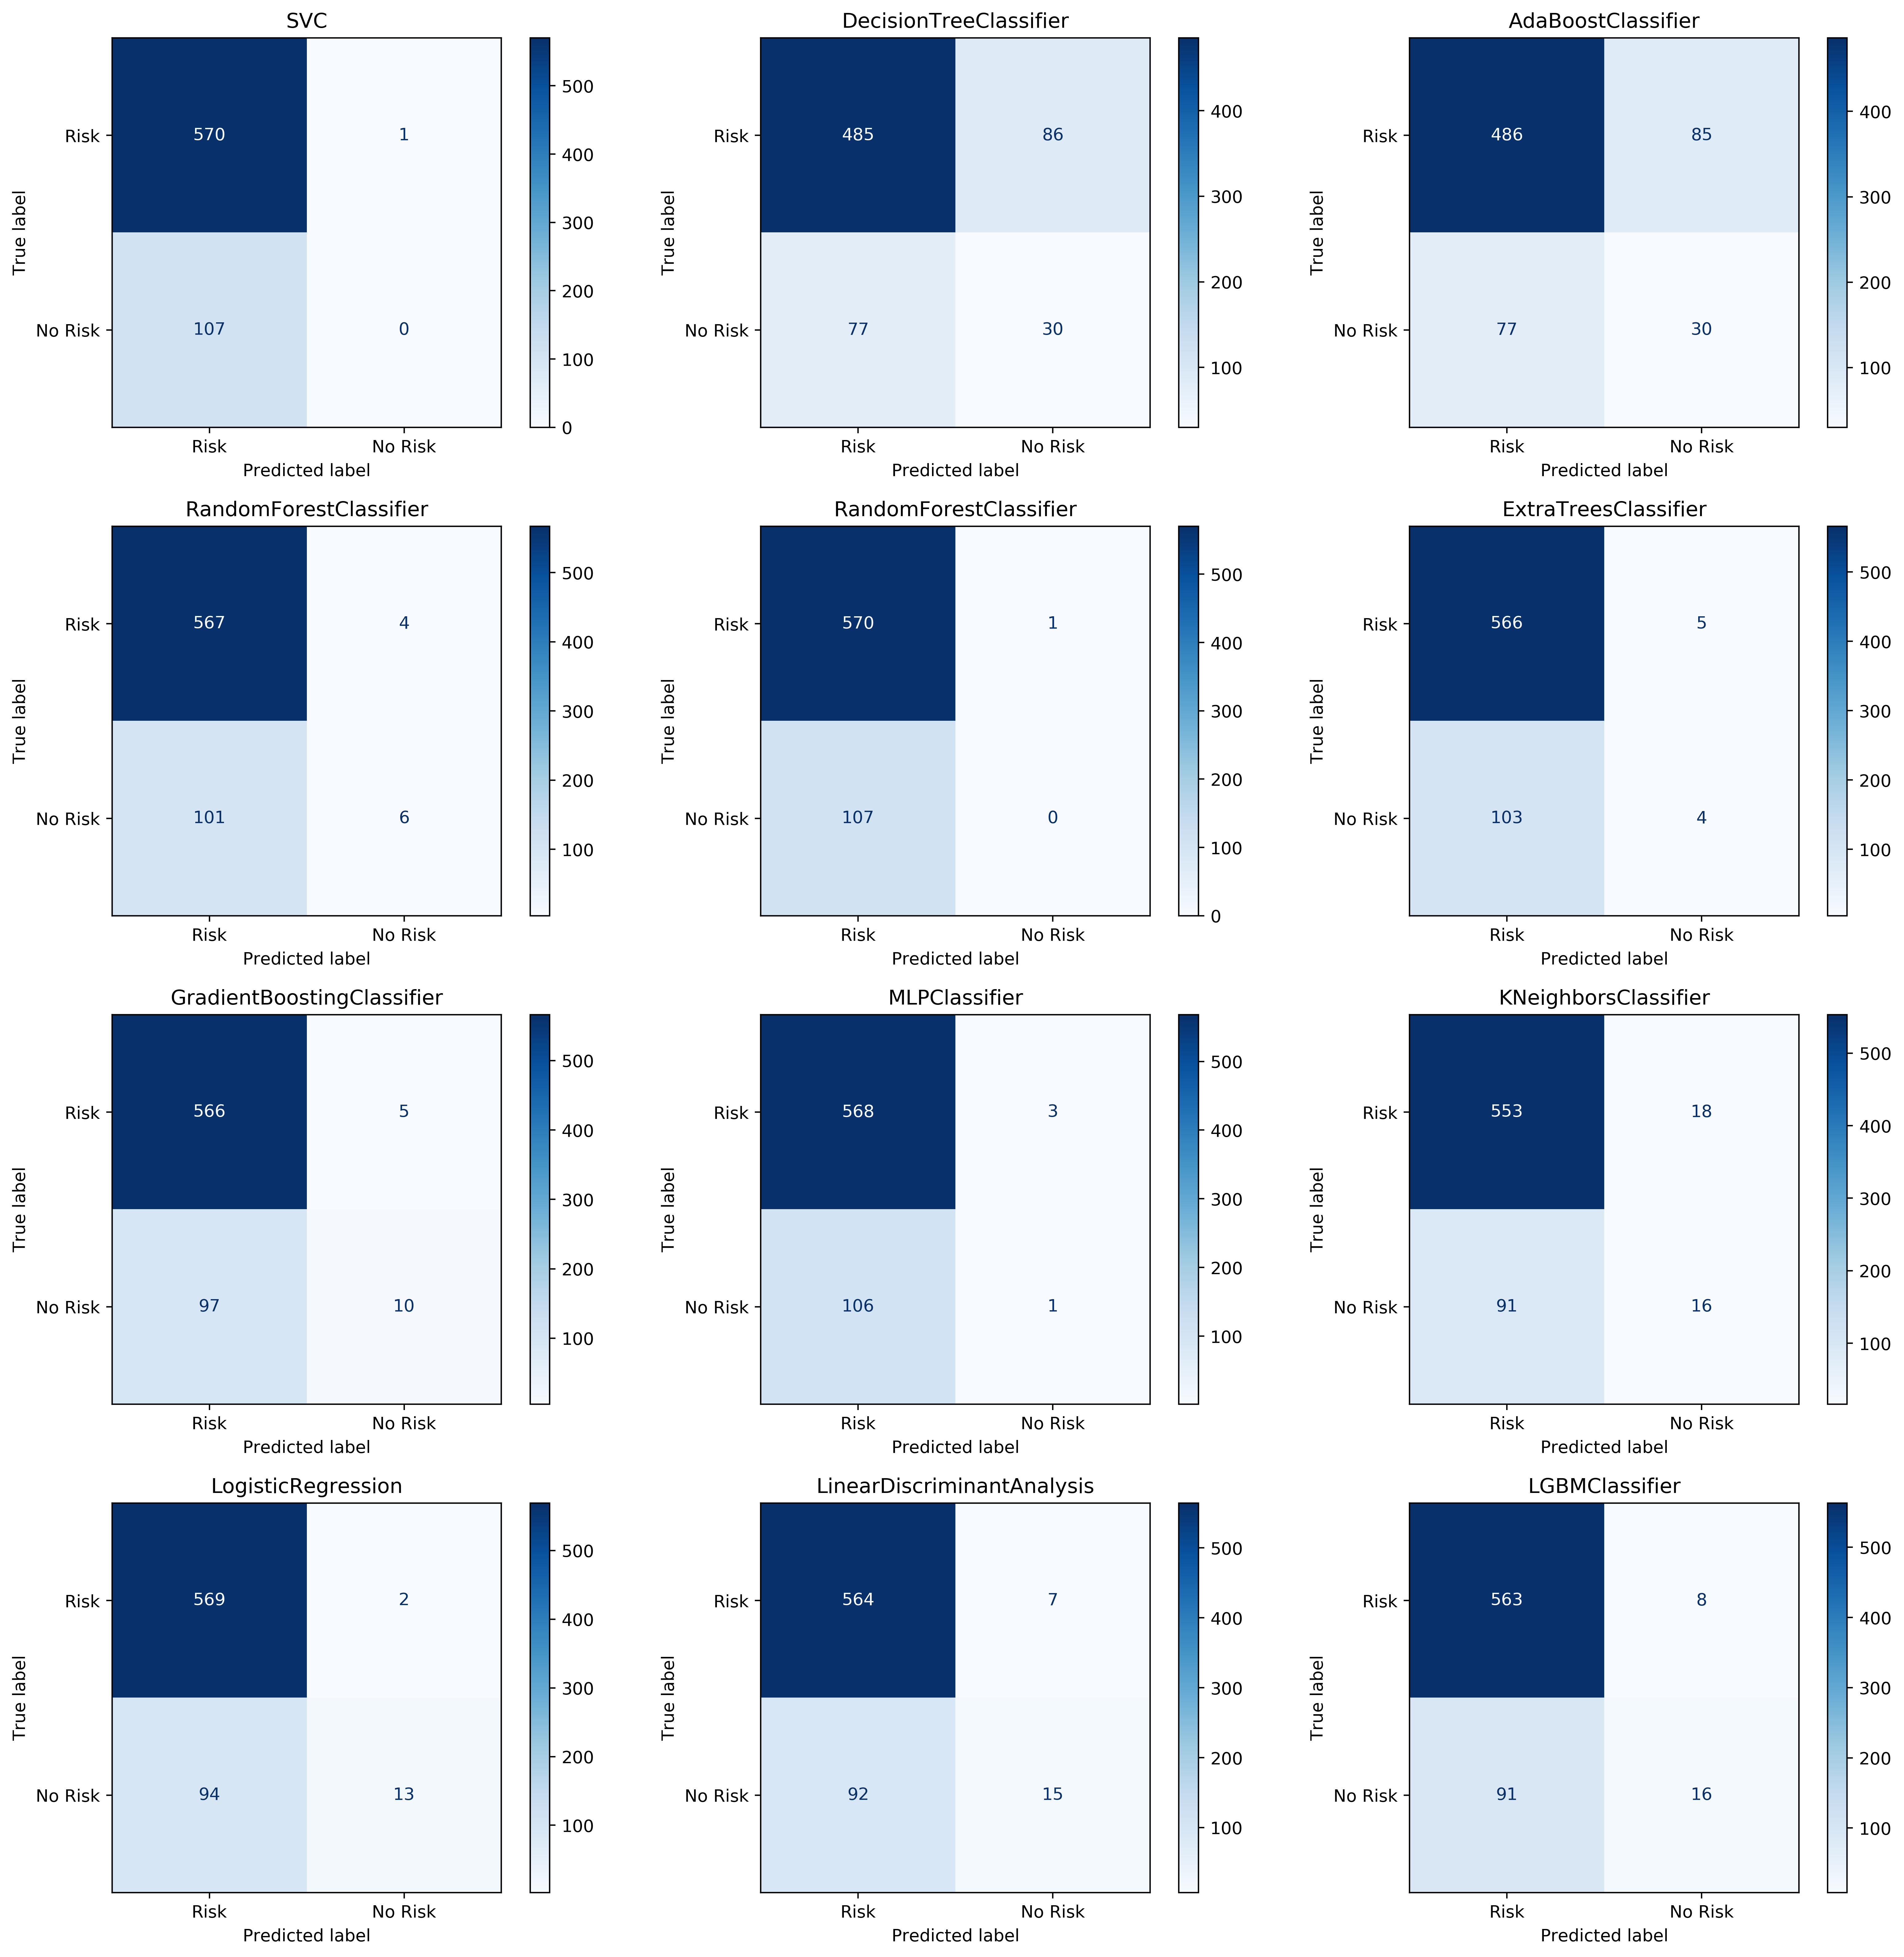 SVC
500
400
300
200
100
0
True label
Risk
No Risk
570 1
107 0
Risk No Risk
Predicted label
DecisionTreeClassifier
400
300
200
100
True label
Risk
No Risk
485 86
77 30
Risk No Risk
Predicted label
AdaBoostClassifier
400
300
200
100
True label
Risk
No Risk
486 85
77 30
Risk No Risk
Predicted label
RandomForestClassifier
500
400
300
200
100
True label
Risk
No Risk
567 4
101 6
Risk No Risk
Predicted label
RandomForestClassifier
500
400
300
200
100
0
True label
Risk
No Risk
570 1
107 0
Risk No Risk
Predicted label
ExtraTreesClassifier
500
400
300
200
100
True label
Risk
No Risk
566 5
103 4
Risk No Risk
Predicted label
GradientBoostingClassifier
500
400
300
200
100
True label
Risk
No Risk
566 5
97 10
Risk No Risk
Predicted label
MLPClassifier
500
400
300
200
100
True label
Risk
No Risk
568 3
106 1
Risk No Risk
Predicted label
KNeighborsClassifier
500
400
300
200
100
True label
Risk
No Risk
553 18
91 16
Risk No Risk
Predicted label
LogisticRegression
500
400
300
200
100
True label
Risk
No Risk
569 2
94 13
Risk No Risk
Predicted label
LinearDiscriminantAnalysis
500
400
300
200
100
True label
Risk
No Risk
564 7
92 15
Risk No Risk
Predicted label
LGBMClassifier
500
400
300
200
100
True label
Risk
No Risk
563 8
91 16
Risk No Risk
Predicted label